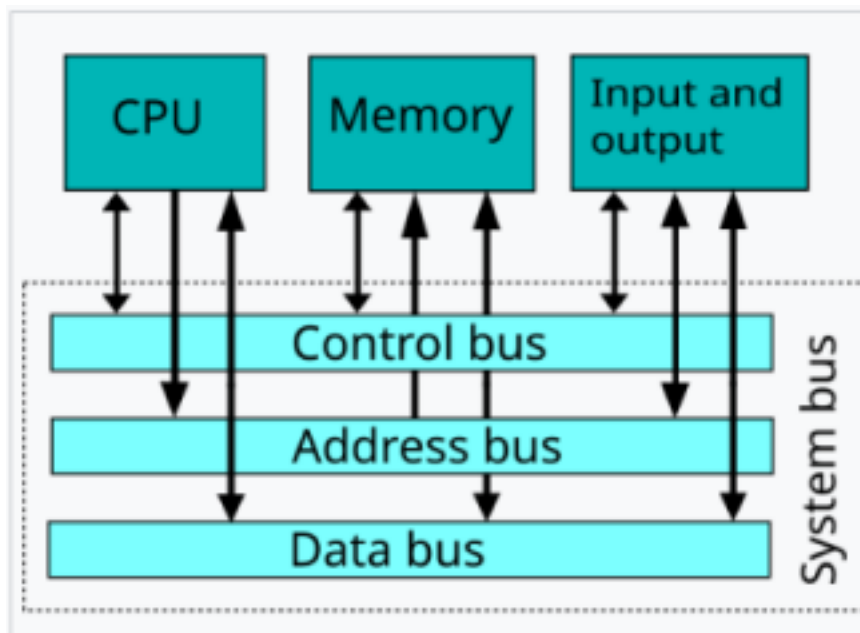 CPU
Memory
Input and
output
Control bus
Address bus
Data bus
System bus